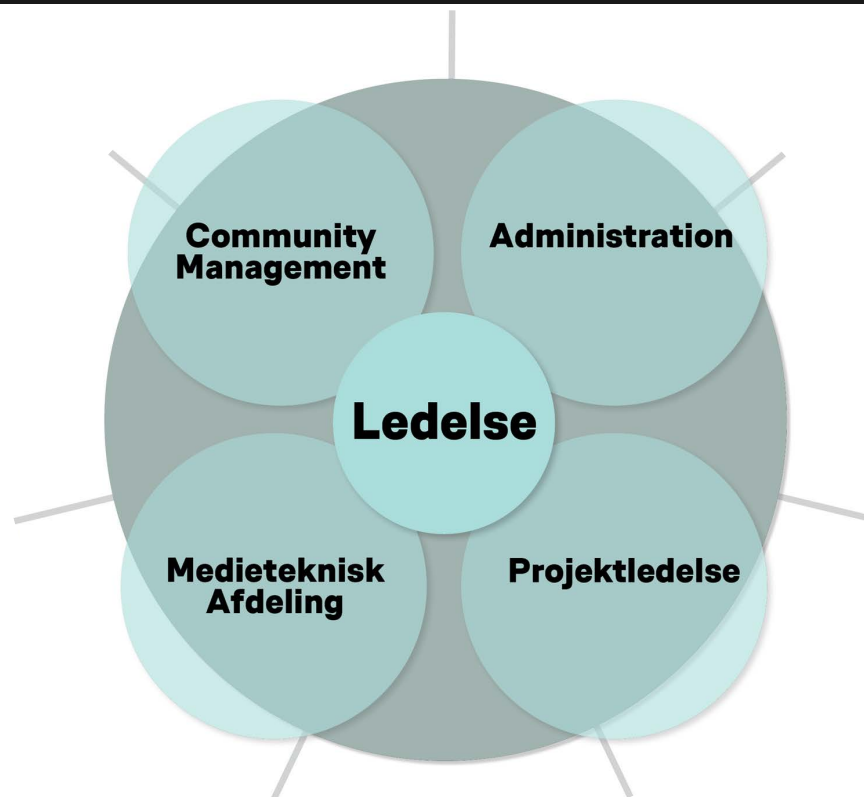 Community
Management
Administration
Ledelse
Medieteknisk
Afdeling
Projektledelse